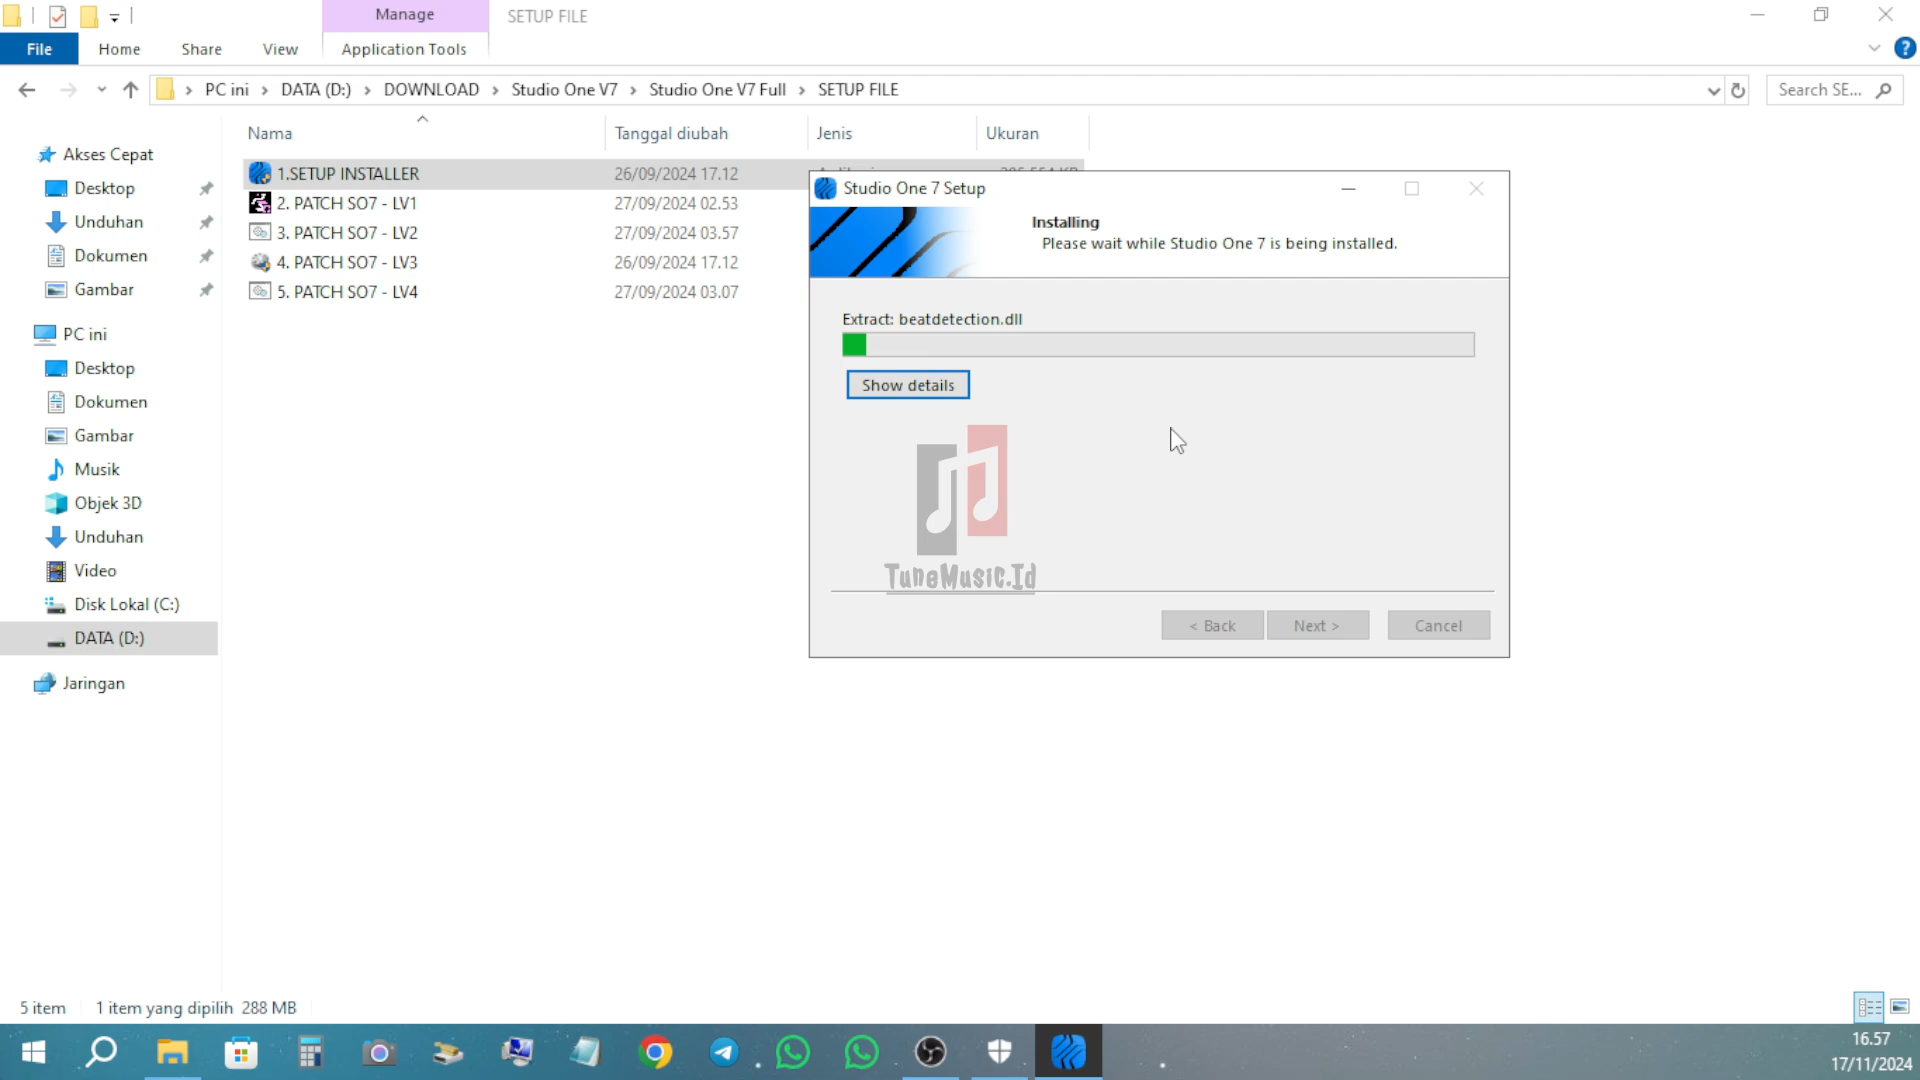 Manage
SETUP FILE
File
Home
Share
View
Application Tools
PC ini
DATA (D:)
DOWNLOAD
Studio One V7
Studio One V7 Full
SETUP FILE
Search SE...
Nama
Tanggal diubah
Jenis
Ukuran
Akses Cepat
Desktop
Unduhan
Dokumen
Gambar
PC ini
Desktop
Dokumen
Gambar
Musik
Objek 3D
Unduhan
Video
Disk Lokal (C:)
DATA (D:)
Jaringan
1.SETUP INSTALLER 26/09/2024 17.12
2. PATCH SO7 - LV1 27/09/2024 02.53
3. PATCH SO7 - LV2 27/09/2024 03.57
4. PATCH SO7 - LV3 26/09/2024 17.12
5. PATCH SO7 - LV4 27/09/2024 03.07
Studio One 7 Setup
Installing
Please wait while Studio One 7 is being installed.
Extract: beatdetection.dll
Show details
TuneMusic.Id
< Back
Next >
Cancel
5 item
1 item yang dipilih 288 MB
16.57
17/11/2024